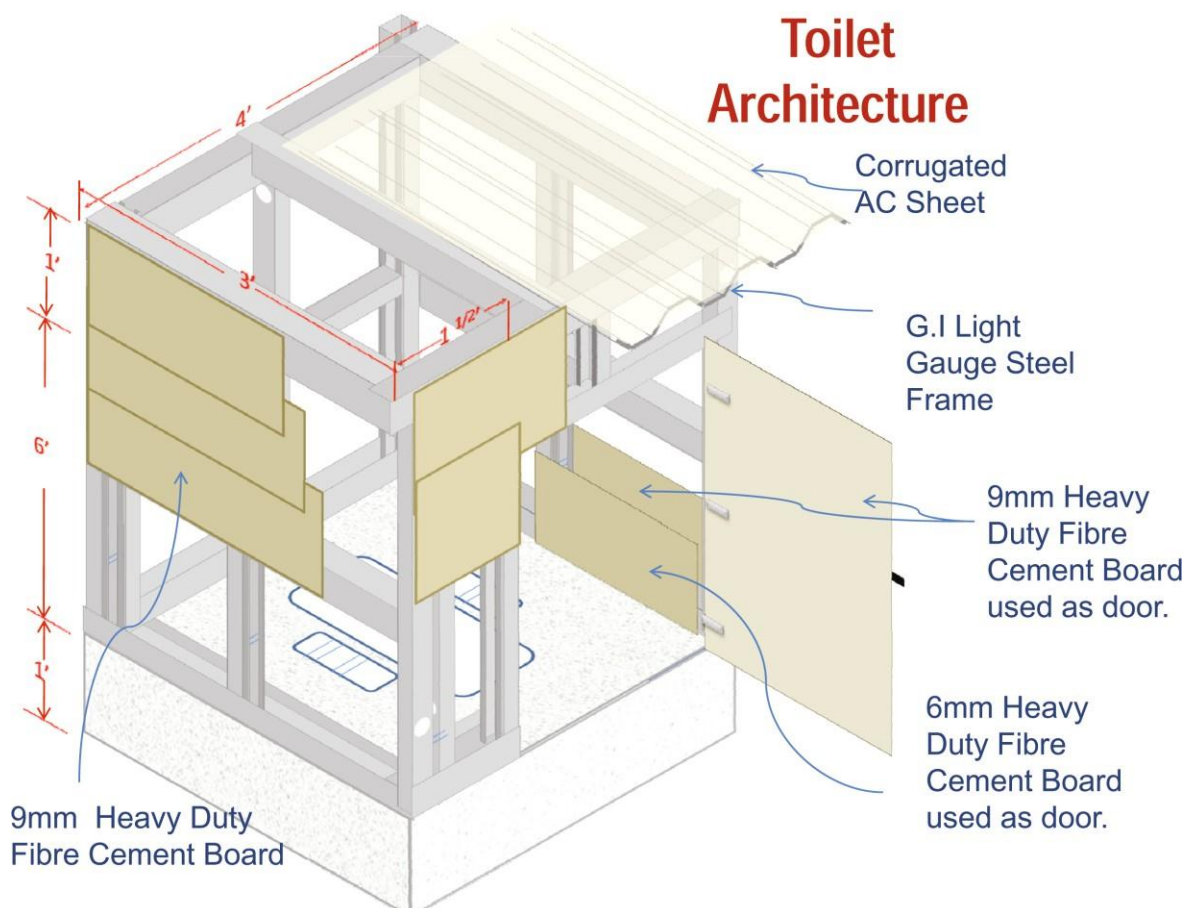 Toilet
Architecture
Corrugated
AC Sheet
G.I Light
Gauge Steel
Frame
9mm Heavy
Duty Fibre
Cement Board
used as door.
6mm Heavy
Duty Fibre
Cement Board
used as door.
9mm Heavy Duty
Fibre Cement Board
4'
1'
3'
1 1/2'
6'
1'